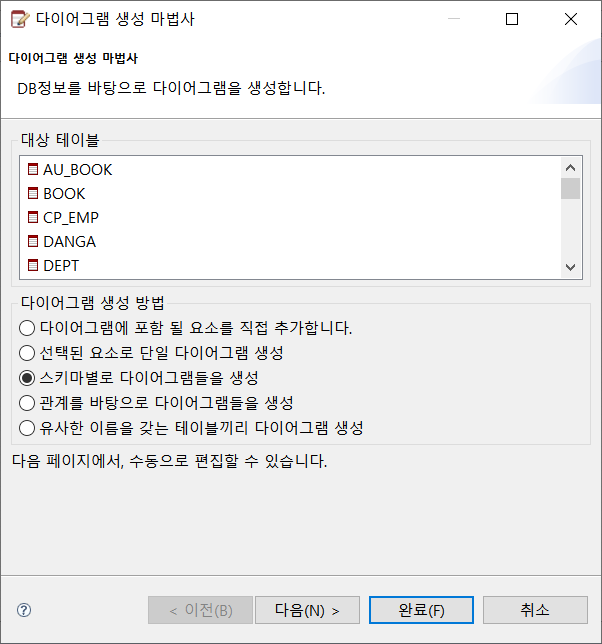 다이어그램 생성 마법사
다이어그램 생성 마법사
DB정보를 바탕으로 다이어그램을 생성합니다.
대상 테이블
AU_BOOK
BOOK
CP_EMP
DANGA
DEPT
다이어그램 생성 방법
다이어그램에 포함 될 요소를 직접 추가합니다.
선택된 요소로 단일 다이어그램 생성
스키마별로 다이어그램들을 생성
관계를 바탕으로 다이어그램들을 생성
유사한 이름을 갖는 테이블끼리 다이어그램 생성
다음 페이지에서, 수동으로 편집할 수 있습니다.
? < 이전(B) 다음(N) > 완료(F) 취소